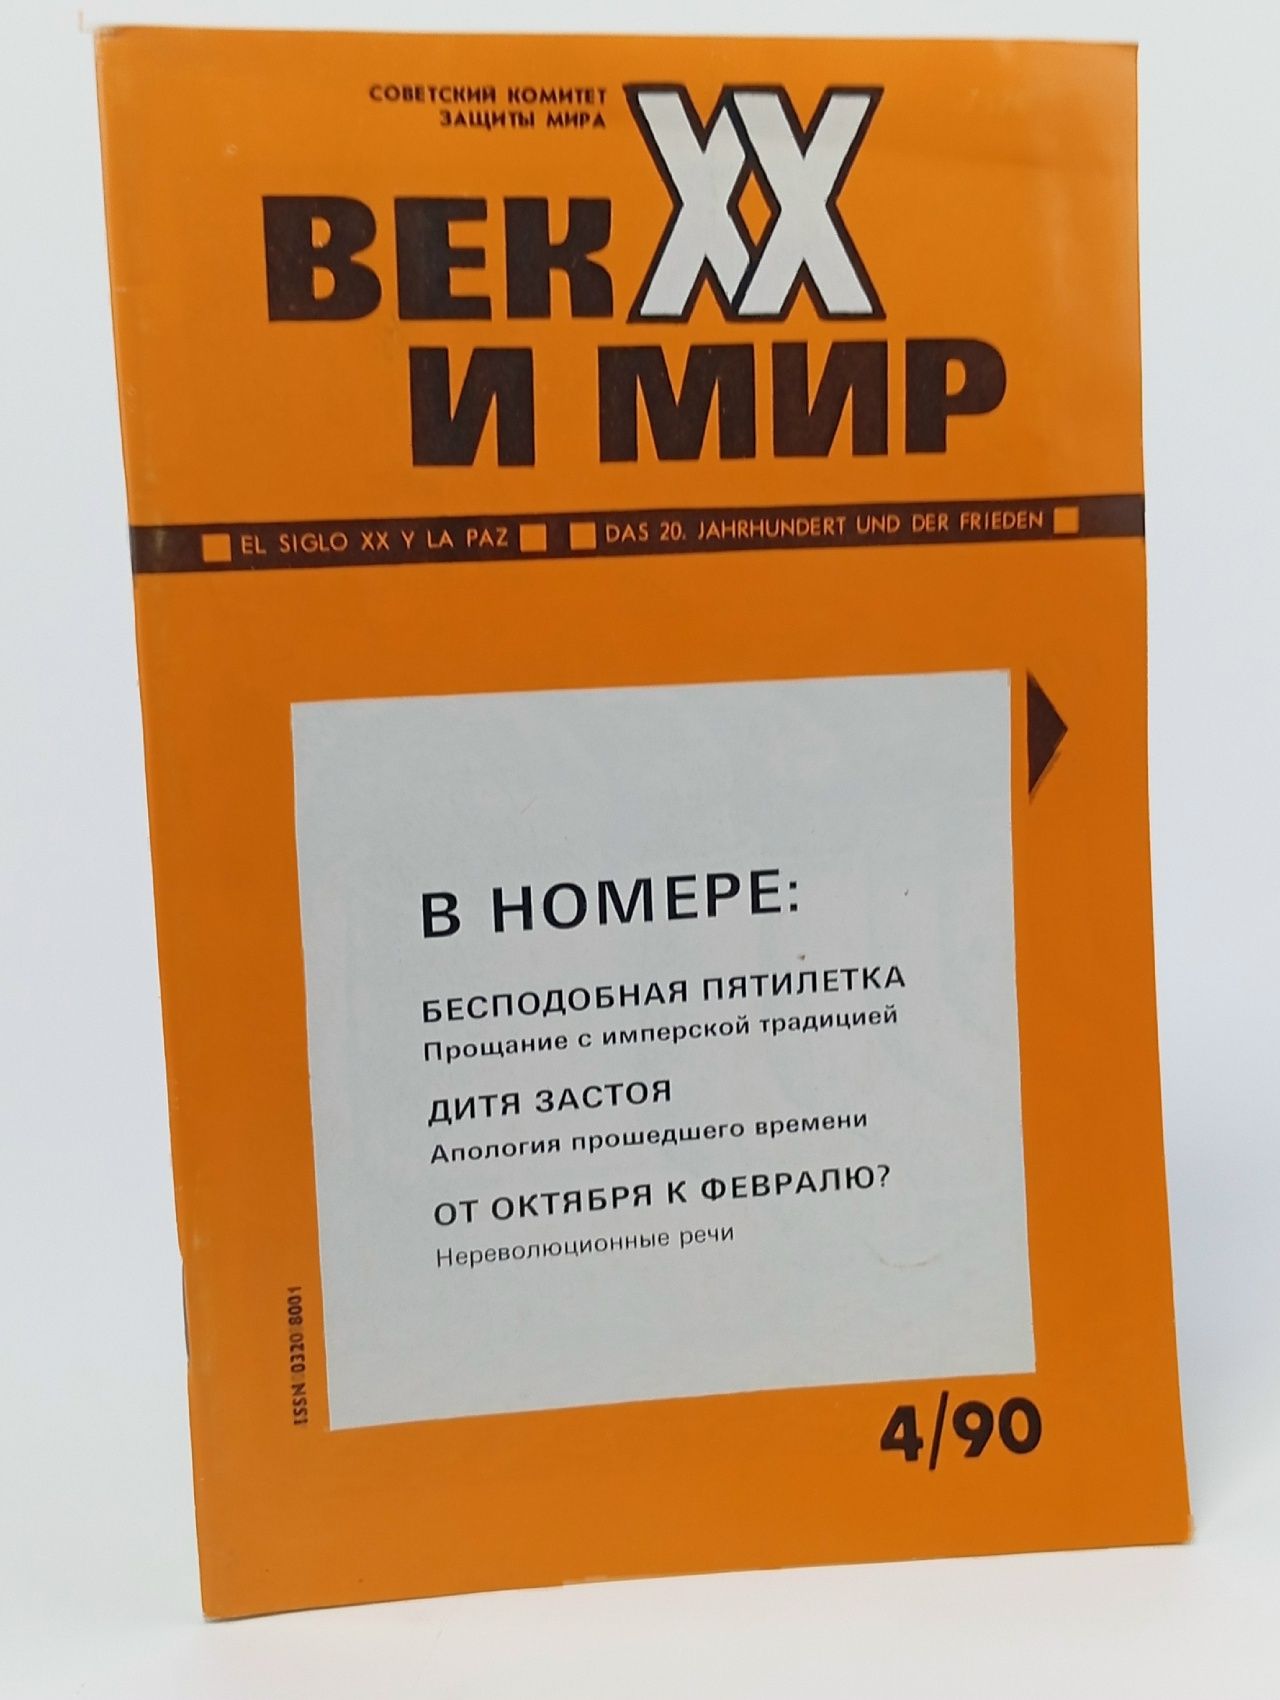 СОВЕТСКИЙ КОМИТЕТ
ЗАЩИТЫ МИРА
ВЕК XX
И МИР
EL SIGLO XX Y LA PAZ DAS 20. JAHRHUNDERT UND DER FRIEDEN
В НОМЕРЕ:
БЕСПОДОБНАЯ ПЯТИЛЕТКА
Прощание с имперской традицией
ДИТЯ ЗАСТОЯ
Апология прошедшего времени
ОТ ОКТЯБРЯ К ФЕВРАЛЮ?
Нереволюционные речи
ISSN 0320 8001
4/90